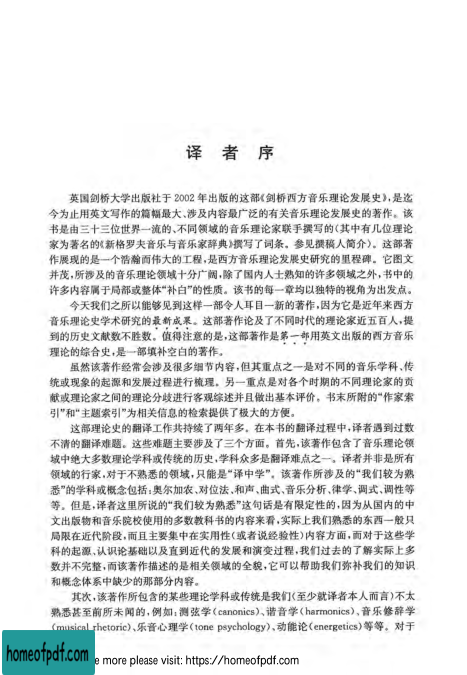 译 者 序
英国剑桥大学出版社于 2002 年出版的这部《剑桥西方音乐理论发展史》,是迄
今为止用英文写作的篇幅最大、涉及内容最广泛的有关音乐理论发展史的著作。该
书是由三十三位世界一流的、不同领域的音乐理论家联手撰写的(其中有几位理论
家为著名的《新格罗夫音乐与音乐家辞典》撰写了词条。参见撰稿人简介)。这部著
作展现的是一个浩瀚而伟大的工程,是西方音乐理论发展史研究的里程碑。它图文
并茂,所涉及的音乐理论领域十分广阔,除了国内人士熟知的许多领域之外,书中的
许多内容属于局部或整体“补白”的性质。该书的每一章均以独特的视角为出发点。
今天我们之所以能够见到这样一部令人耳目一新的著作,因为它是近年来西方
音乐理论史学术研究的最新成果。这部著作论及了不同时代的理论家近五百人,提
到的历史文献数不胜数。值得注意的是,这部著作是第一部用英文出版的西方音乐
理论的综合史,是一部填补空白的著作。
虽然该著作经常会涉及很多细节内容,但其重点之一是对不同的音乐学科、传
统或现象的起源和发展过程进行梳理。另一重点是对各个时期的不同理论家的贡
献或理论家之间的理论分歧进行客观综述并且做出基本评价。书末所附的“作家索
引”和“主题索引”为相关信息的检索提供了极大的方便。
这部理论史的翻译工作共持续了两年多。在本书的翻译过程中,译者遇到过数
不清的翻译难题。这些难题主要涉及了三个方面。首先,该著作包含了音乐理论领
域中绝大多数理论学科或传统的历史,学科众多是翻译难点之一。译者并非是所有
领域的行家,对于不熟悉的领域,只能是“译中学”。该著作所涉及的“我们较为熟
悉”的学科或概念包括:奥尔加农、对位法、和声、曲式、音乐分析、律学、调式、调性等
等。但是,译者这里所说的“我们较为熟悉”这句话是有限定性的,因为从国内的中
文出版物和音乐院校使用的多数教科书的内容来看,实际上我们熟悉的东西一般只
局限在近代阶段,而且主要集中在实用性(或者说经验性)内容方面,而对于这些学
科的起源、认识论基础以及直到近代的发展和演变过程,我们过去的了解实际上多
数并不完整,而该著作描述的是相关领域的全貌,它可以帮助我们弥补我们的知识
和概念体系中缺少的那部分内容。
其次,该著作所包含的某些理论学科或传统是我们(至少就译者本人而言)不太
熟悉甚至前所未闻的,例如:测弦学(canonics)、谐音学(harmonics)、音乐修辞学
(musical rhetoric)、乐音心理学(tone psychology)、动能论(energetics)等等。对于
homeofpdf.com
e more please visit: https://homeofpdf.com